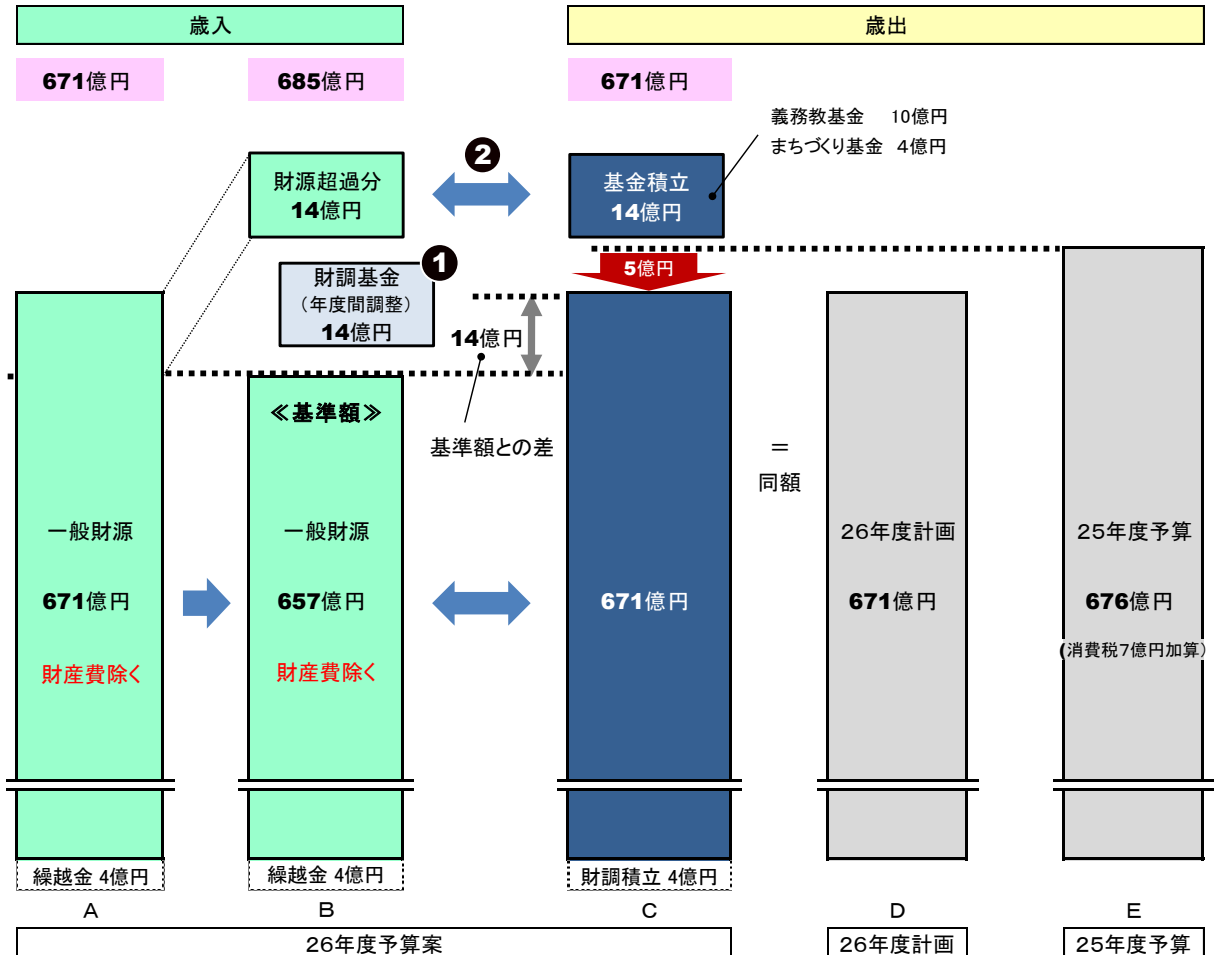 歳入
歳出
671億円
685億円
671億円
義務教基金 10億円
まちづくり基金 4億円
財源超過分
14億円
❷
基金積立
14億円
財調基金
(年度間調整)
14億円
❶
5億円
14億円
基準額との差
≪基準額≫
一般財源
671億円
財産費除く
一般財源
657億円
財産費除く
671億円
=
同額
26年度計画
671億円
25年度予算
676億円
(消費税7億円加算)
繰越金 4億円
繰越金 4億円
財調積立 4億円
A
B
C
D
E
26年度予算案
26年度計画
25年度予算